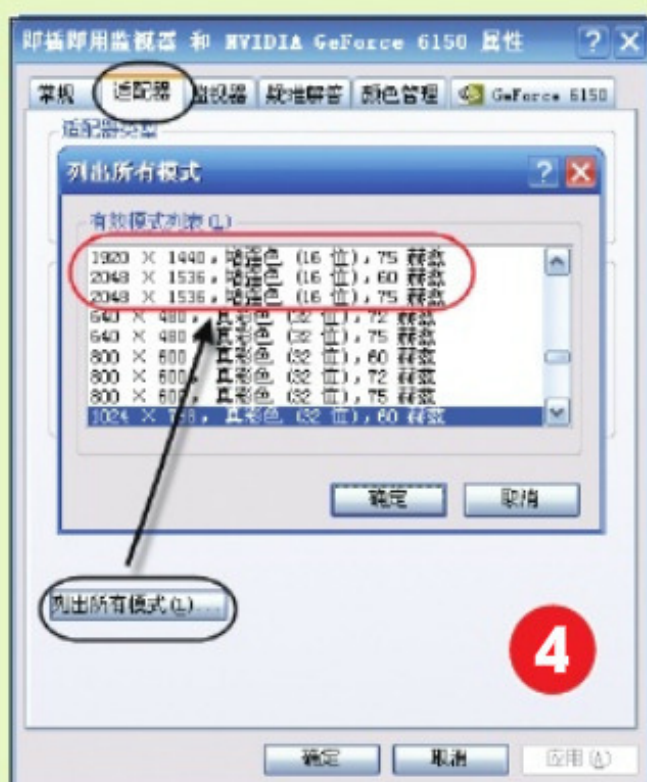 即插即用监视器 和 NVIDIA GeForce 6150 属性
常规 适配器 监视器 疑难解答 颜色管理 GeForce 6150
适配器类型
列出所有模式
有效模式列表(L)
1920 × 1440，增强色 (16 位)，75 赫兹
2048 × 1536，增强色 (16 位)，60 赫兹
2048 × 1536，增强色 (16 位)，75 赫兹
640 × 480，真彩色 (32 位)，72 赫兹
640 × 480，真彩色 (32 位)，75 赫兹
800 × 600，真彩色 (32 位)，60 赫兹
800 × 600，真彩色 (32 位)，72 赫兹
800 × 600，真彩色 (32 位)，75 赫兹
1024 × 768，真彩色 (32 位)，60 赫兹
确定 取消
列出所有模式(L)...
4
确定 取消 应用(A)